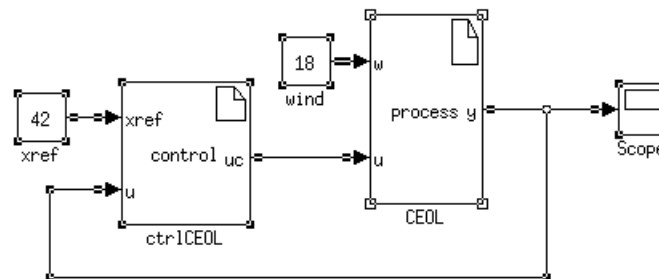 18
w
wind
42
xref
xref
control
uc
u
ctrlCEOL
process
y
u
CEOL
Scope